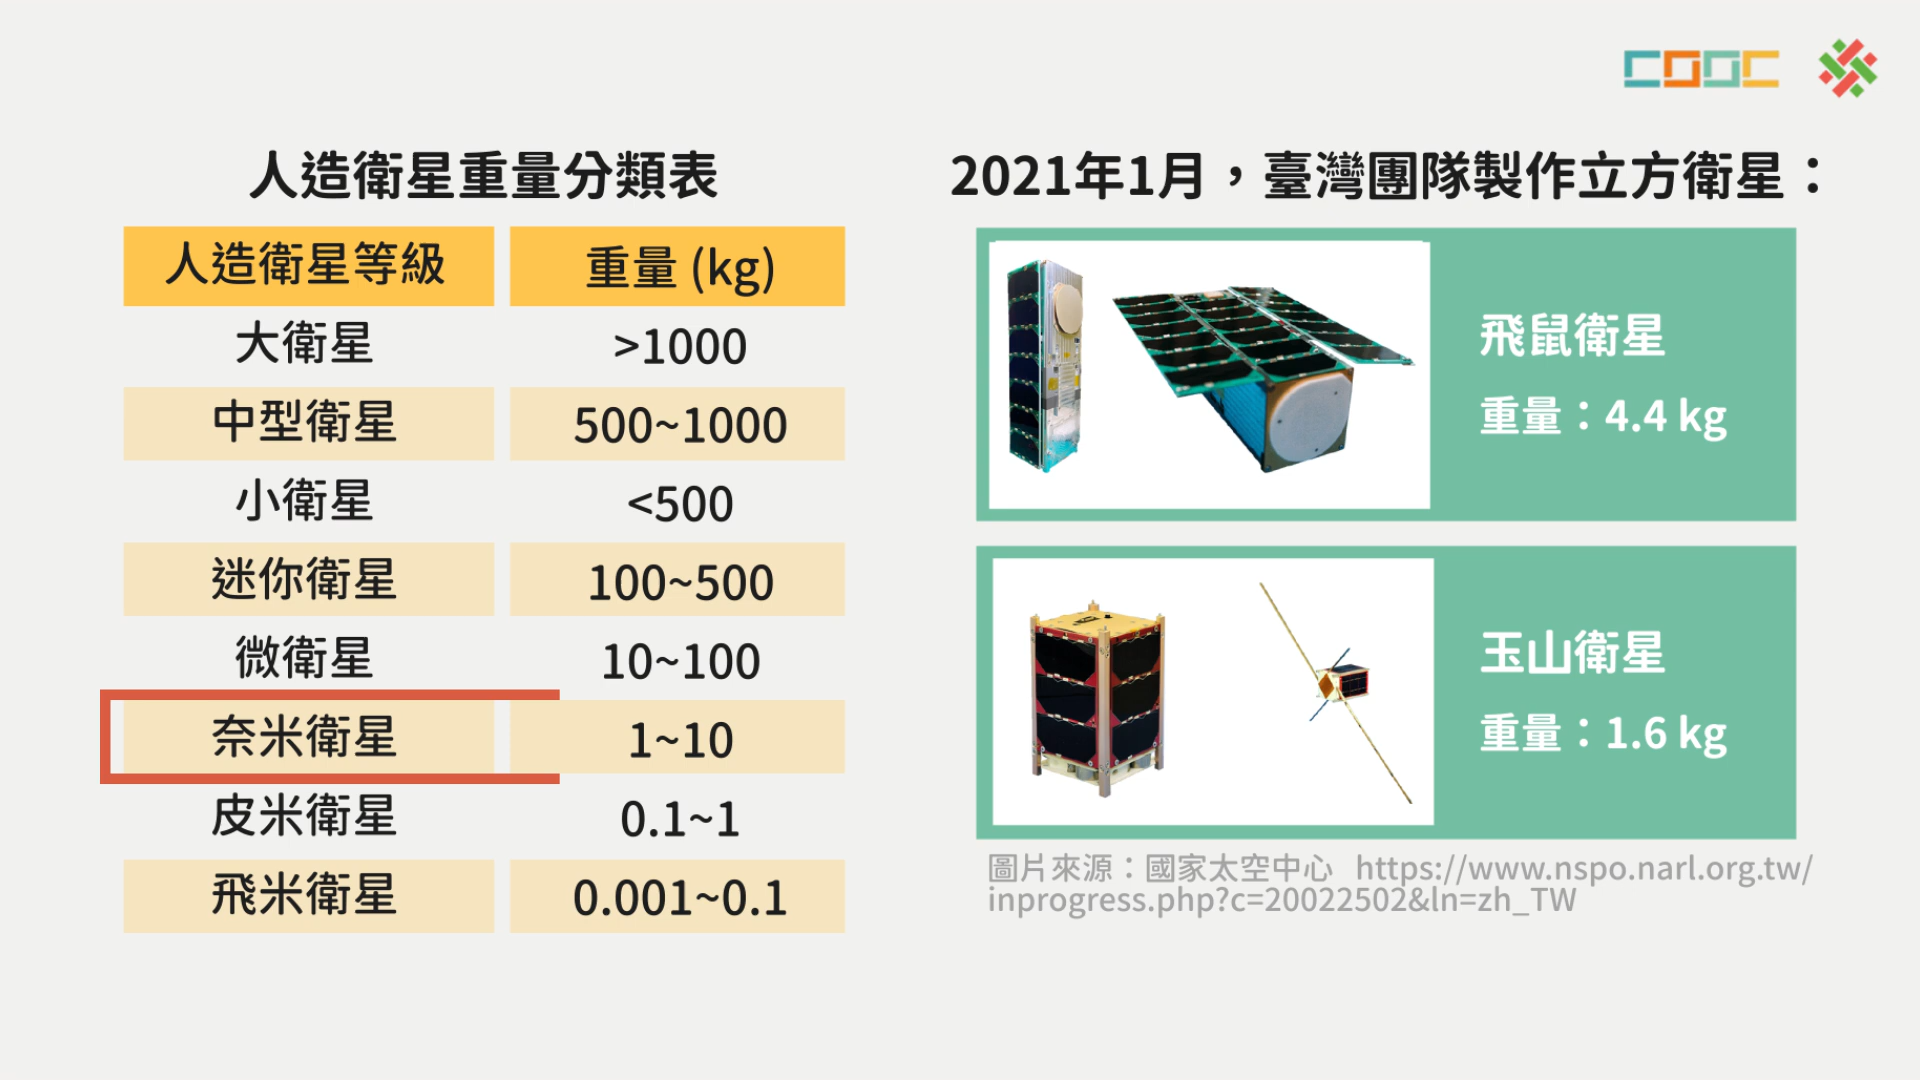 COOC
人造衛星重量分類表
人造衛星等級 重量 (kg)
大衛星 >1000
中型衛星 500~1000
小衛星 <500
迷你衛星 100~500
微衛星 10~100
奈米衛星 1~10
皮米衛星 0.1~1
飛米衛星 0.001~0.1
2021年1月，臺灣團隊製作立方衛星：
飛鼠衛星
重量：4.4 kg
玉山衛星
重量：1.6 kg
圖片來源：國家太空中心 https://www.nspo.narl.org.tw/
inprogress.php?c=20022502&ln=zh_TW